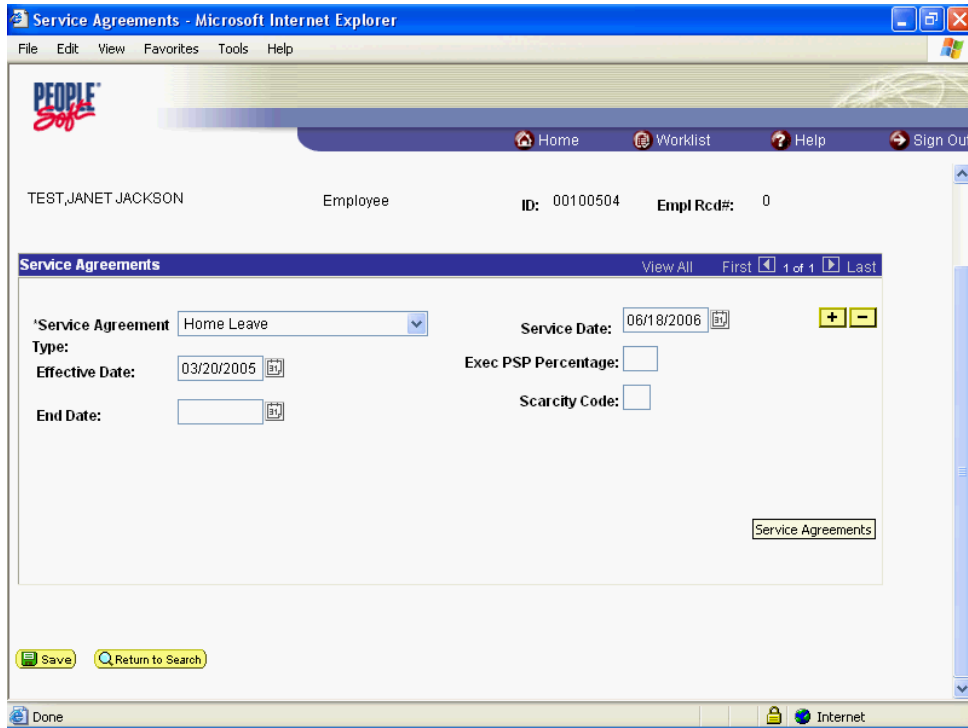 Service Agreements - Microsoft Internet Explorer
File Edit View Favorites Tools Help
PEOPLE
Soft
Home Worklist Help Sign Out
TEST,JANET JACKSON Employee ID: 00100504 Empl Rcd#: 0
Service Agreements View All First 1 of 1 Last
*Service Agreement Type: Home Leave Service Date: 06/18/2006 + -
Effective Date: 03/20/2005 Exec PSP Percentage:
End Date: Scarcity Code:
Service Agreements
Save Return to Search
Done Internet